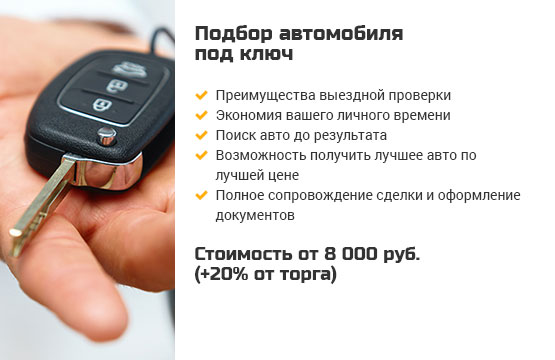 Подбор автомобиля
под ключ
Преимущества выездной проверки
Экономия вашего личного времени
Поиск авто до результата
Возможность получить лучшее авто по
лучшей цене
Полное сопровождение сделки и оформление
документов
Стоимость от 8 000 руб.
(+20% от торга)